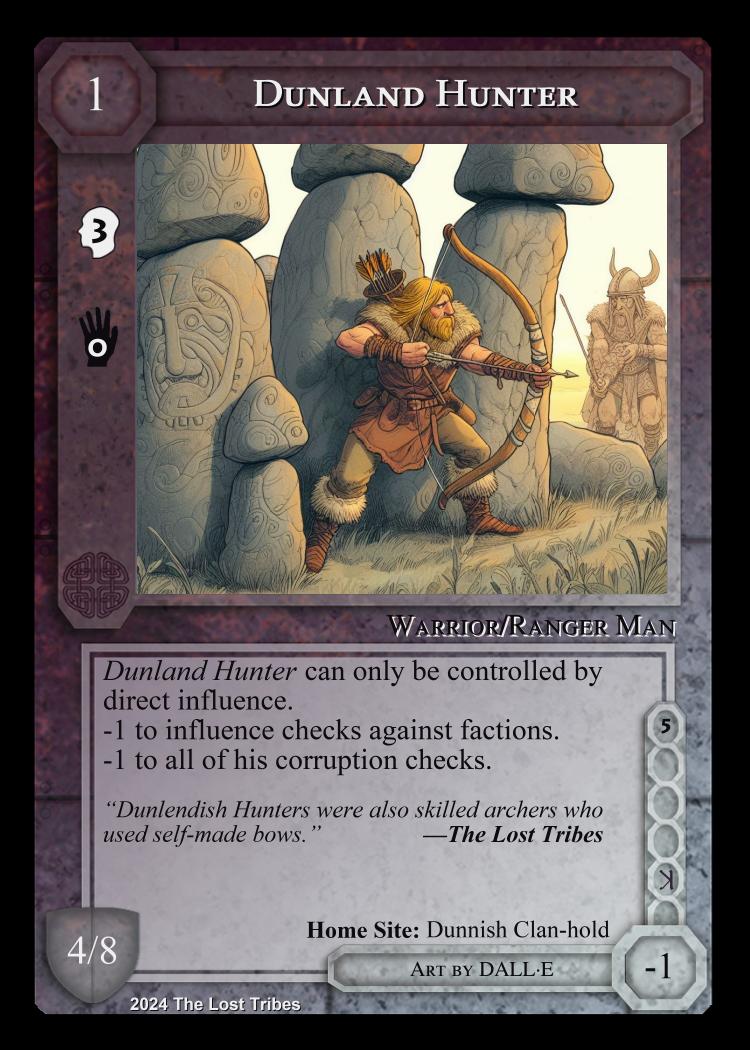 1
Dunland Hunter
3
0
Warrior/Ranger Man
Dunland Hunter can only be controlled by
direct influence.
-1 to influence checks against factions.
-1 to all of his corruption checks.
5
“Dunlendish Hunters were also skilled archers who
used self-made bows.” —The Lost Tribes
K
Home Site: Dunnish Clan-hold
4/8
Art by DALL·E
-1
2024 The Lost Tribes